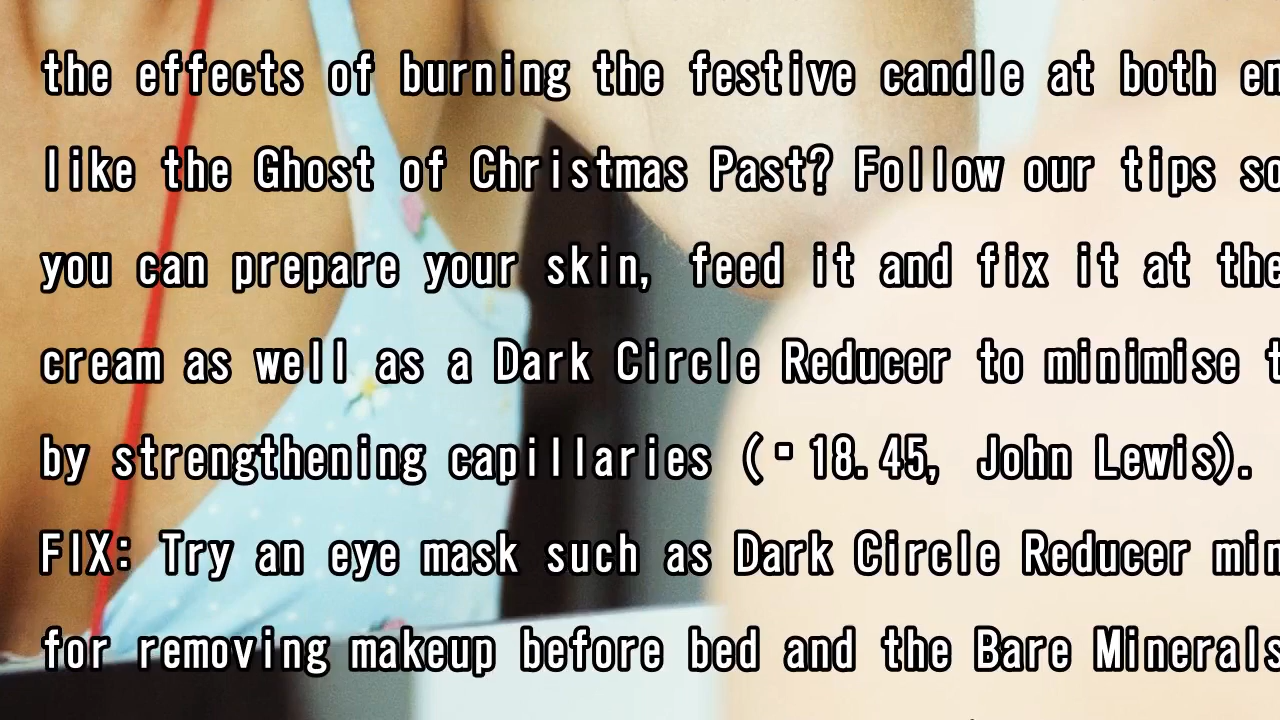 the effects of burning the festive candle at both en
like the Ghost of Christmas Past? Follow our tips so
you can prepare your skin, feed it and fix it at the
cream as well as a Dark Circle Reducer to minimise t
by strengthening capillaries (▪18.45, John Lewis).
FIX: Try an eye mask such as Dark Circle Reducer min
for removing makeup before bed and the Bare Minerals